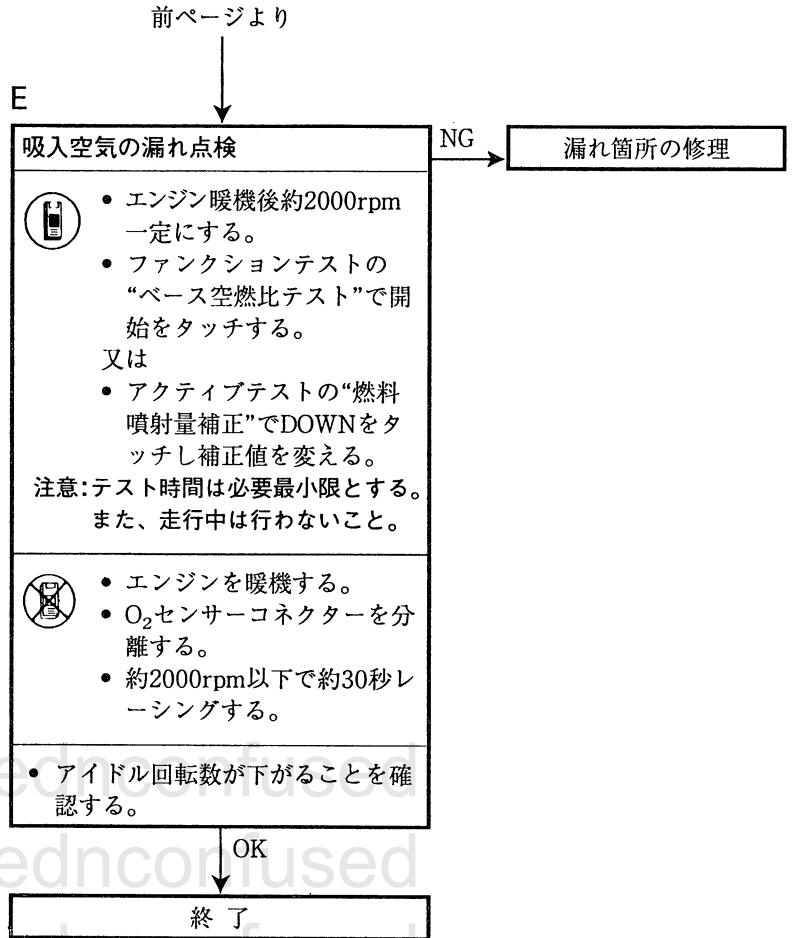 前ページより
E
吸入空気の漏れ点検
NG
漏れ箇所の修理
• エンジン暖機後約2000rpm
一定にする。
• ファンクションテストの
“ベース空燃比テスト”で開
始をタッチする。
又は
• アクティブテストの“燃料
噴射量補正”でDOWNをタ
ッチし補正値を変える。
注意:テスト時間は必要最小限とする。
また、走行中は行わないこと。
• エンジンを暖機する。
• O₂センサーコネクターを分
離する。
• 約2000rpm以下で約30秒レ
ーシングする。
• アイドル回転数が下がることを確
認する。
OK
終了
ednconfused
ednconfused